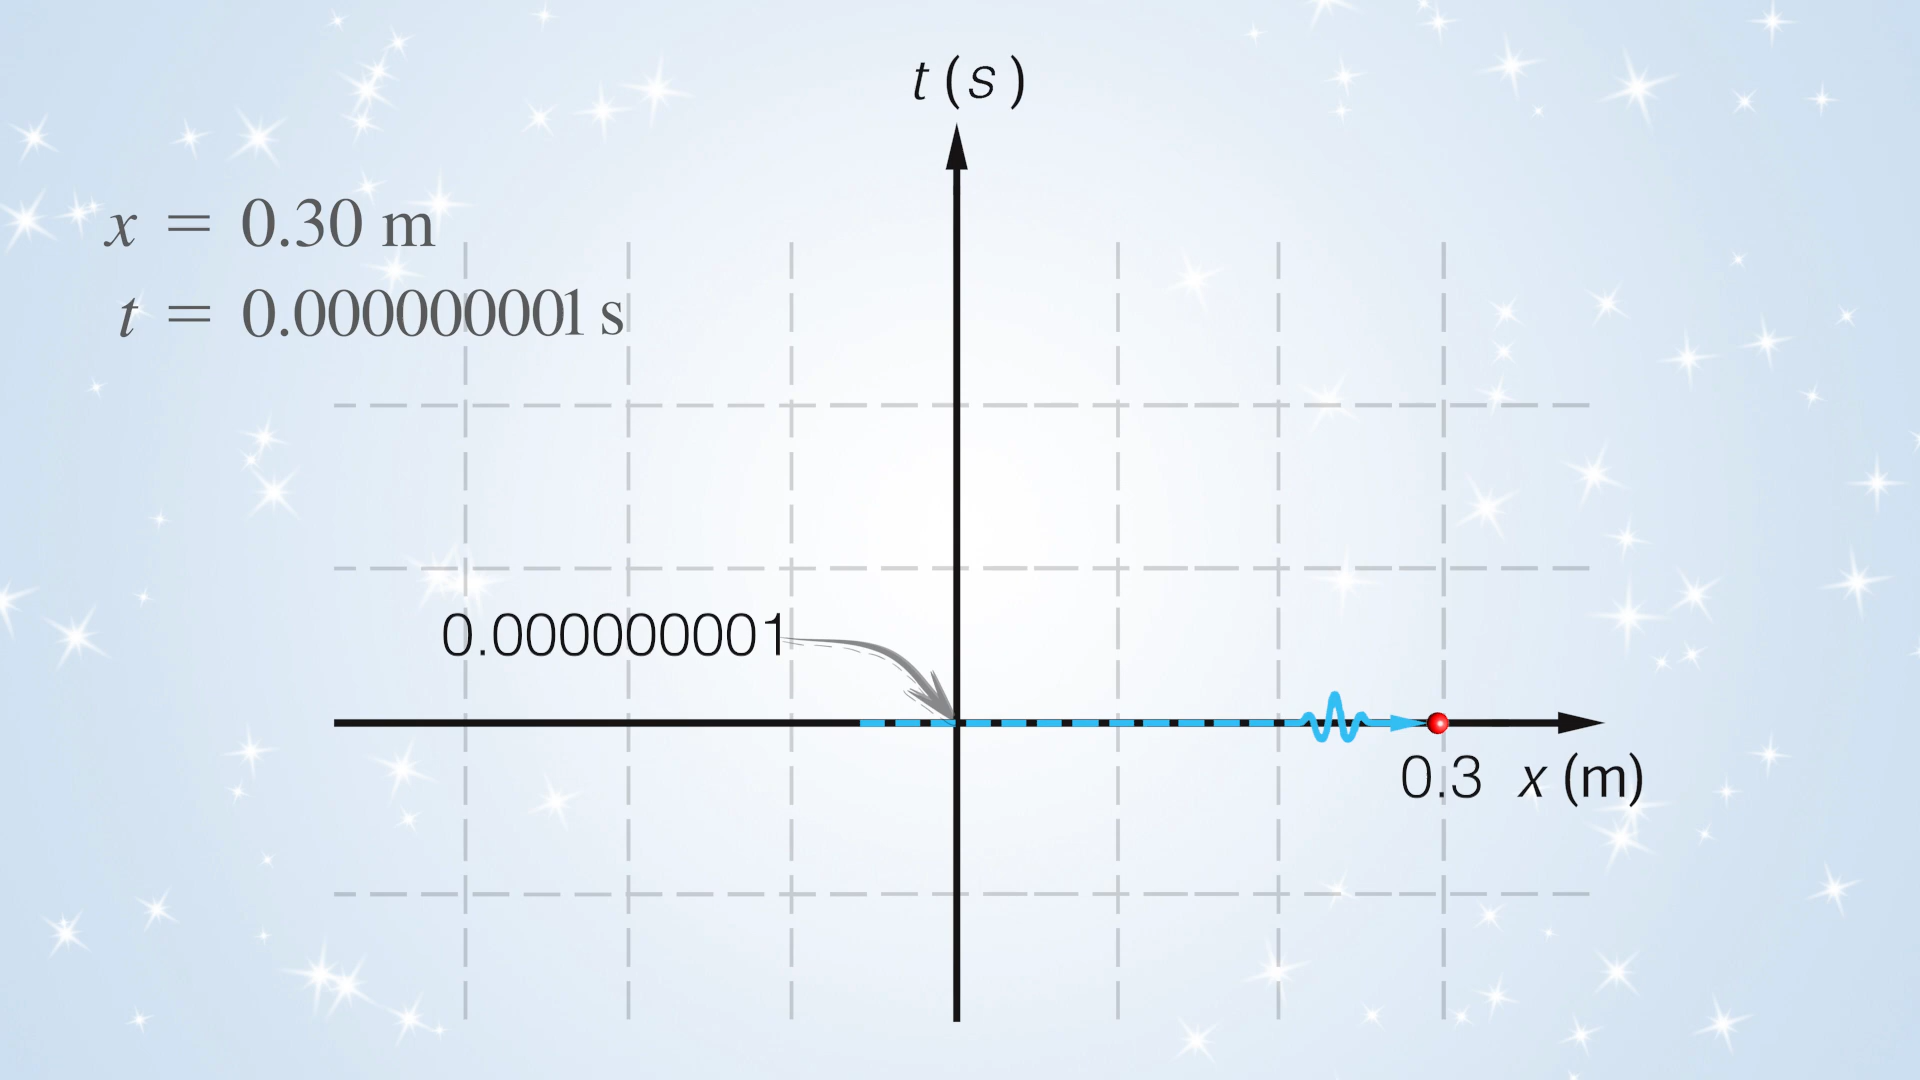 t (s)
x = 0.30 m
t = 0.000000001 s
0.000000001
0.3 x (m)